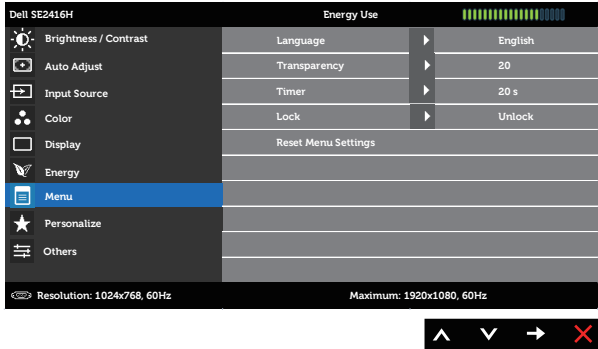 Dell SE2416H Energy Use
Brightness / Contrast
Auto Adjust
Input Source
Color
Display
Energy
Menu
Personalize
Others
Language English
Transparency 20
Timer 20 s
Lock Unlock
Reset Menu Settings
Resolution: 1024x768, 60Hz Maximum: 1920x1080, 60Hz